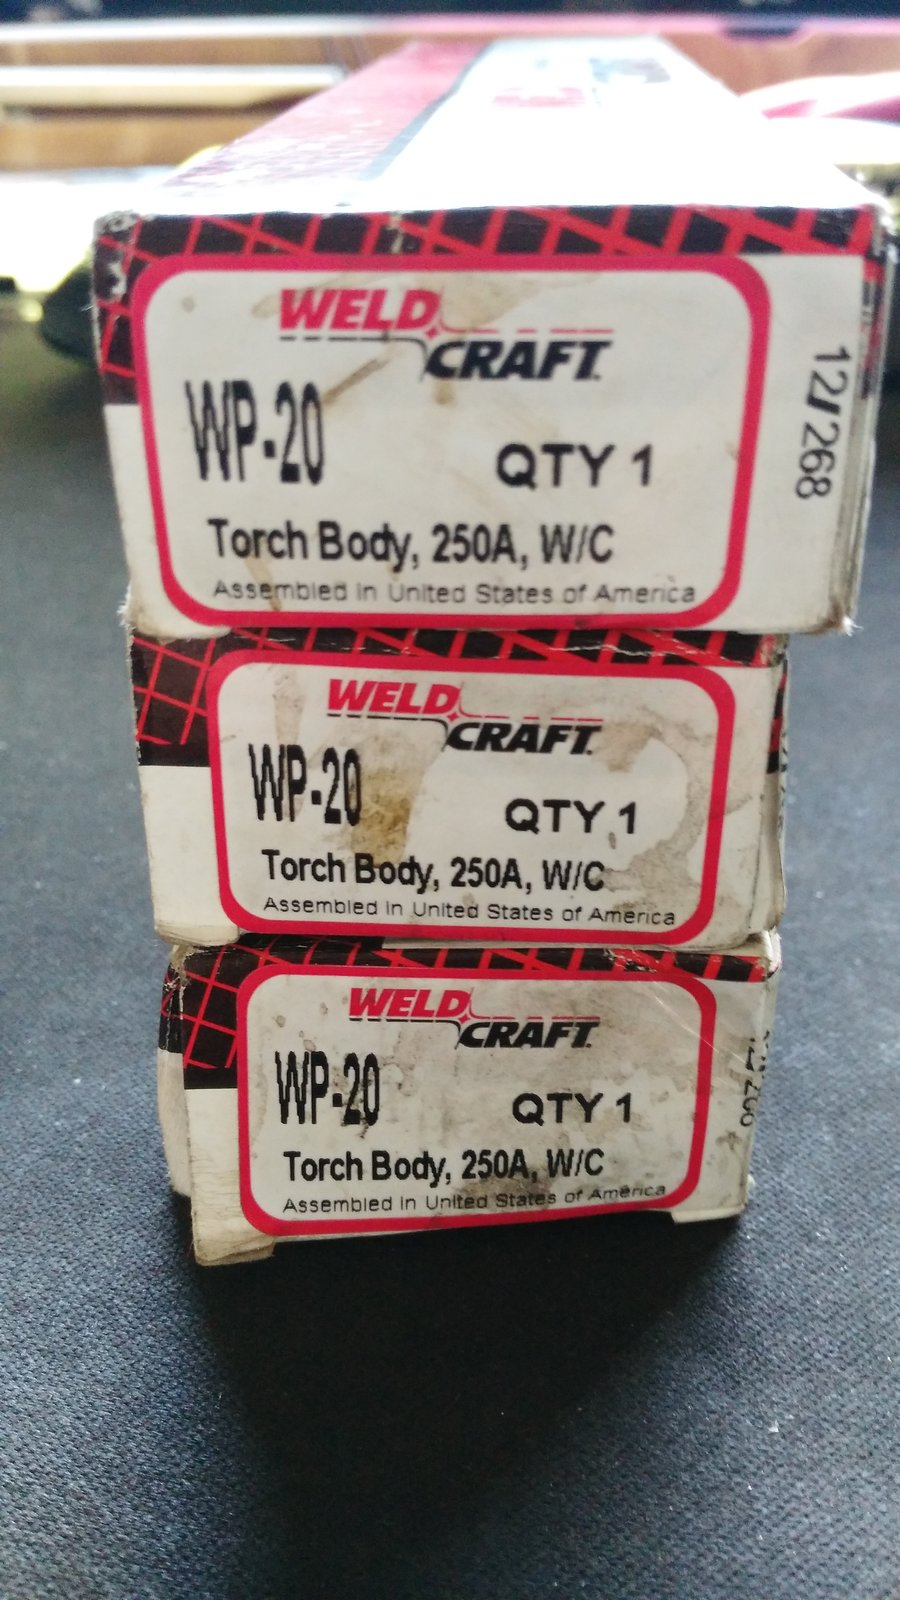 WELD
CRAFT.
WP-20
QTY 1
Torch Body, 250A, W/C
Assembled in United States of America
12/268
WELD
CRAFT.
WP-20
QTY 1
Torch Body, 250A, W/C
Assembled in United States of America
WELD
CRAFT.
WP-20
QTY 1
Torch Body, 250A, W/C
Assembled in United States of America